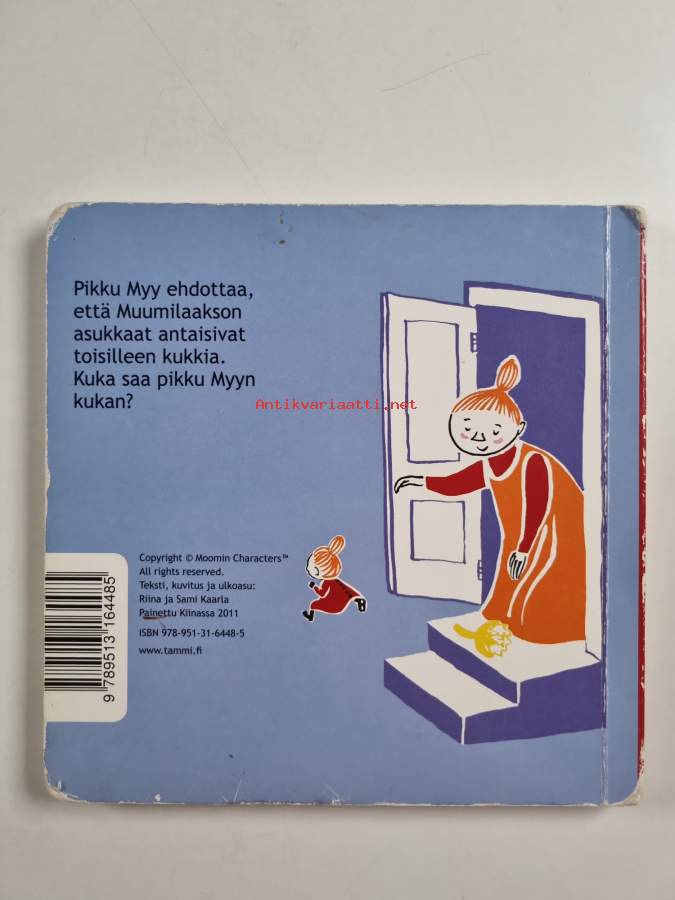 Pikku Myy ehdottaa,
että Muumilaakson
asukkaat antaisivat
toisilleen kukkia.
Kuka saa pikku Myyn
kukan?
Antikvariaatti.net
Copyright © Moomin Characters™
All rights reserved.
Teksti, kuvitus ja ulkoasu:
Riina ja Sami Kaarla
Painettu Kiinassa 2011
ISBN 978-951-31-6448-5
www.tammi.fi
9 789513 164485